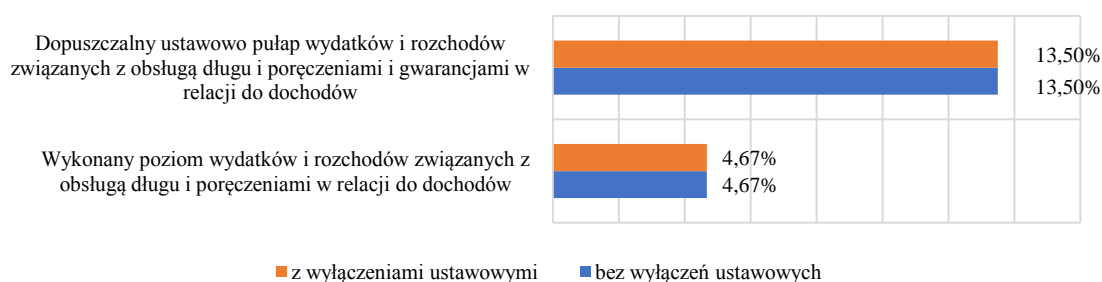 Dopuszczalny ustawowo pułap wydatków i rozchodów
związanych z obsługą długu i poręczeniami i gwarancjami w
relacji do dochodów
13,50%
13,50%
Wykonany poziom wydatków i rozchodów związanych z
obsługą długu i poręczeniami w relacji do dochodów
4,67%
4,67%
z wyłączeniami ustawowymi
bez wyłączeń ustawowych